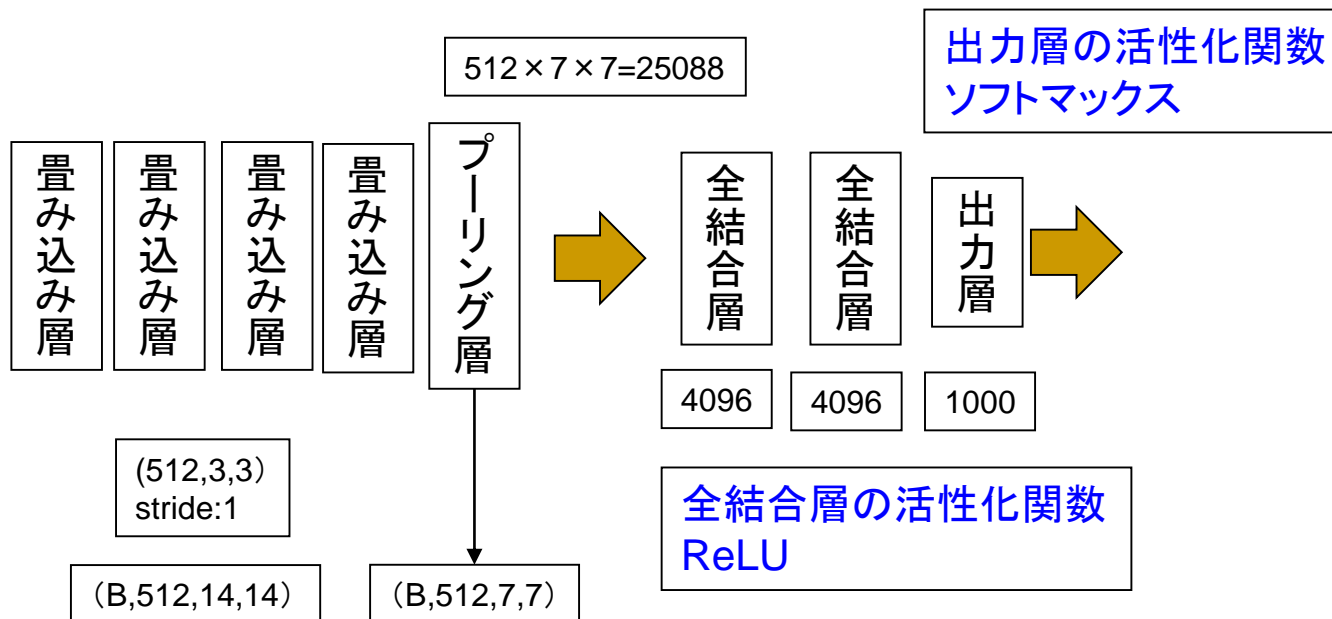 512×7×7=25088
出力層の活性化関数
ソフトマックス
畳み込み層
畳み込み層
畳み込み層
畳み込み層
プーリング層
全結合層
全結合層
出力層
4096
4096
1000
(512,3,3）
stride:1
全結合層の活性化関数
ReLU
（B,512,14,14）
（B,512,7,7）